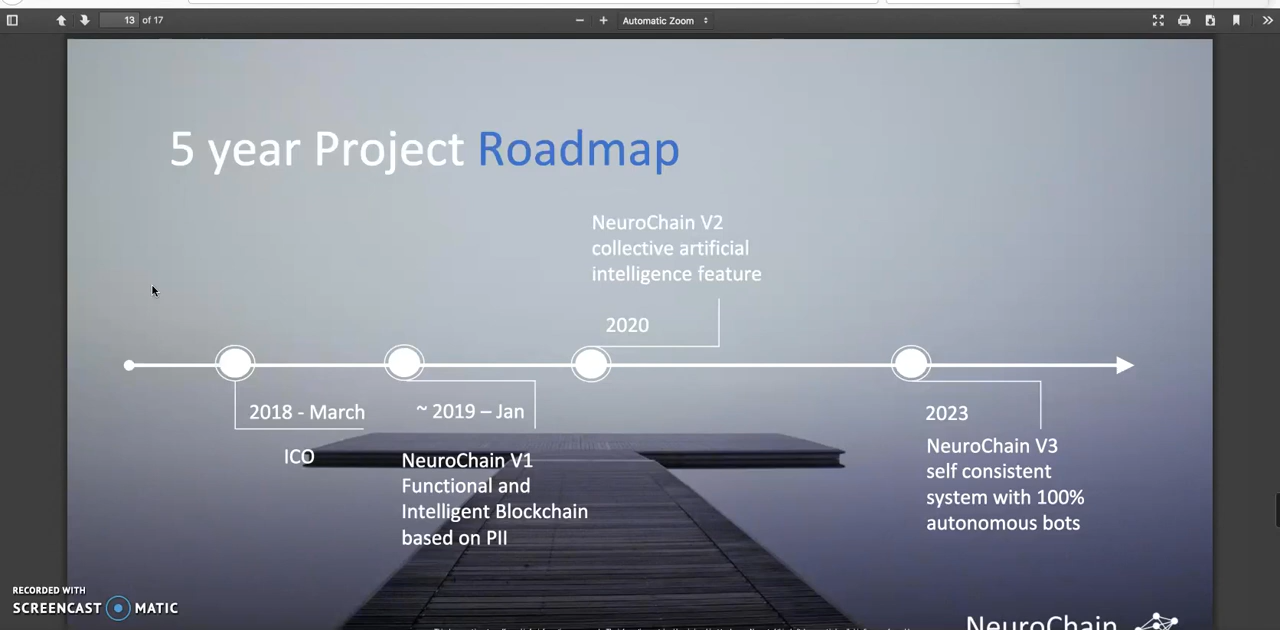 13 of 17
Automatic Zoom
5 year Project Roadmap
NeuroChain V2
collective artificial
intelligence feature
2020
2018 - March
~ 2019 – Jan
2023
ICO
NeuroChain V1
Functional and
Intelligent Blockchain
based on PII
NeuroChain V3
self consistent
system with 100%
autonomous bots
RECORDED WITH
SCREENCAST MATIC
NeuroChain